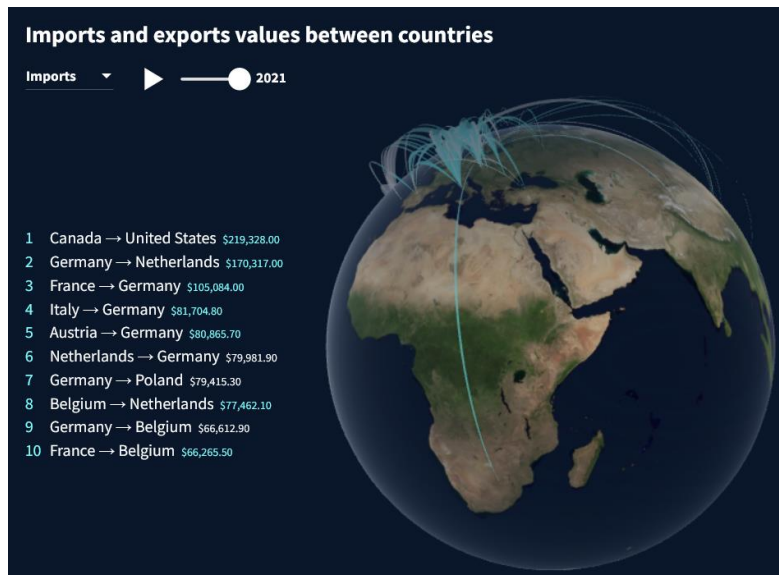 Imports and exports values between countries
Imports 2021
1 Canada → United States $219,328.00
2 Germany → Netherlands $170,317.00
3 France → Germany $105,084.00
4 Italy → Germany $81,704.80
5 Austria → Germany $80,865.70
6 Netherlands → Germany $79,981.90
7 Germany → Poland $79,415.30
8 Belgium → Netherlands $77,462.10
9 Germany → Belgium $66,612.90
10 France → Belgium $66,265.50